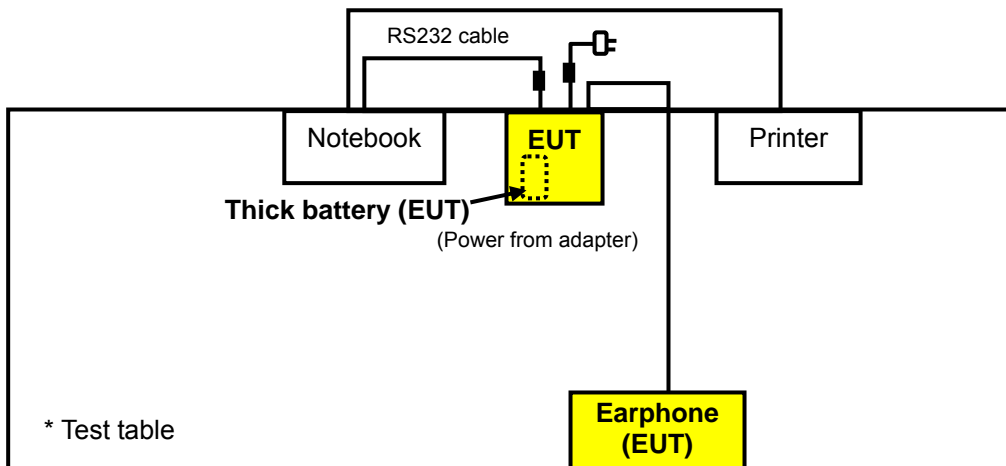 RS232 cable
Notebook
EUT
Printer
Thick battery (EUT)
(Power from adapter)
Earphone
(EUT)
* Test table